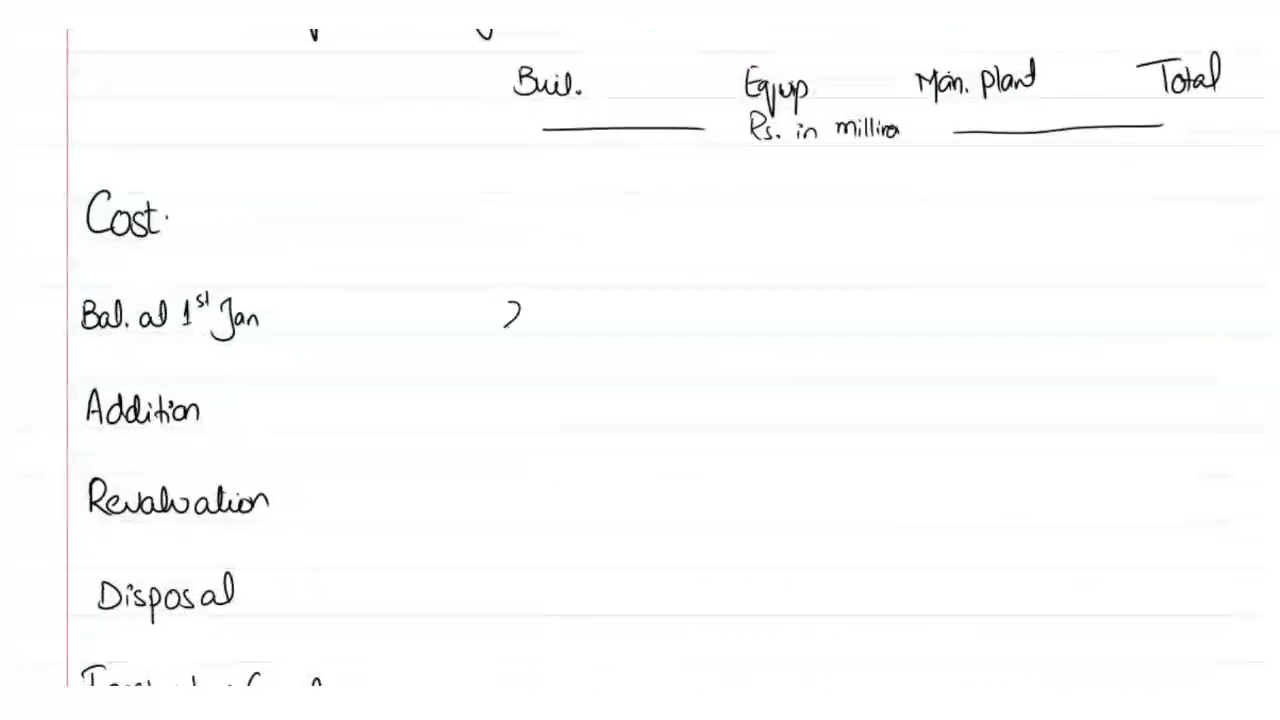 Buil. Equip Man. plant Total
Rs. in million
Cost.
Bal. at 1st Jan
Addition
Revaluation
Disposal